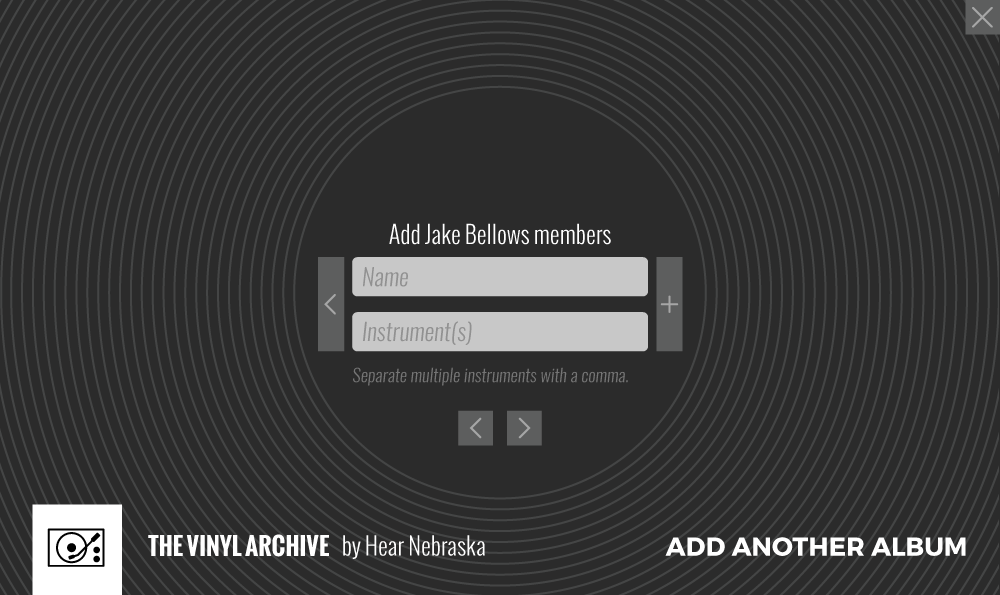 Add Jake Bellows members
Name
Instrument(s)
Separate multiple instruments with a comma.
THE VINYL ARCHIVE by Hear Nebraska
ADD ANOTHER ALBUM